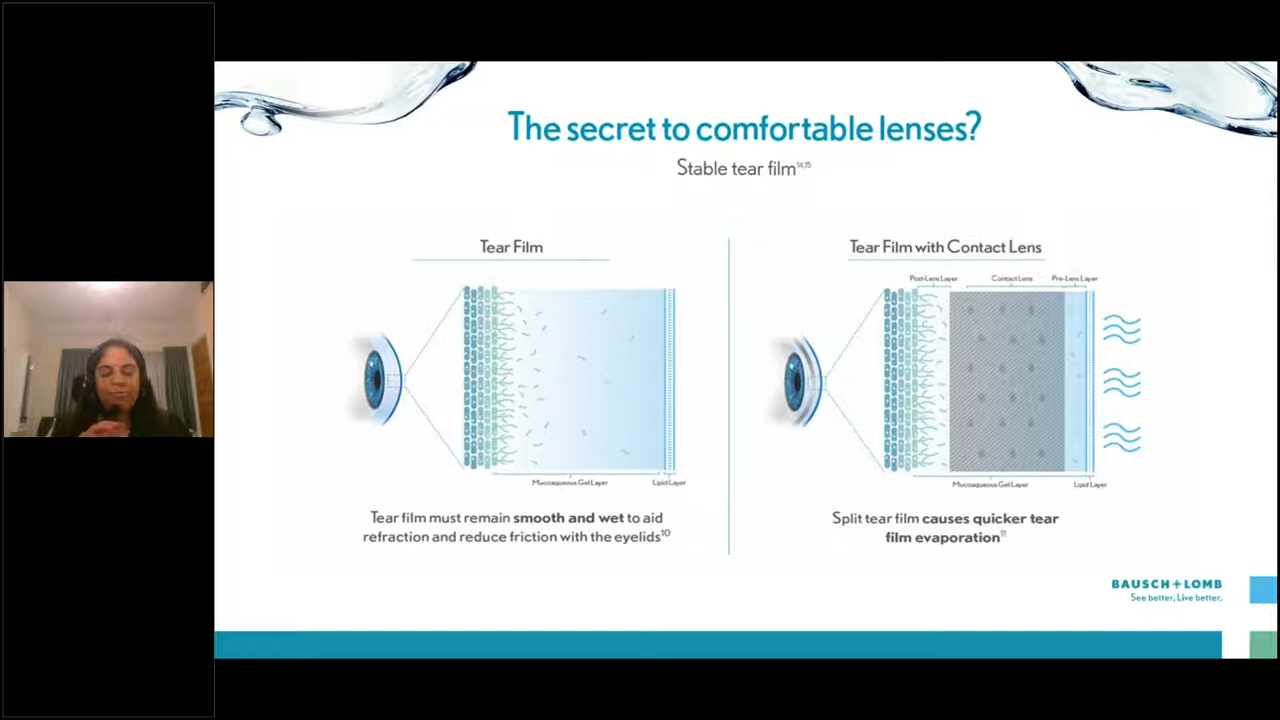 The secret to comfortable lenses?
Stable tear film14,15
Tear Film
Mucoaqueous Gel Layer
Lipid Layer
Tear film must remain smooth and wet to aid
refraction and reduce friction with the eyelids10
Tear Film with Contact Lens
Post-Lens Layer
Contact Lens
Pre-Lens Layer
Mucoaqueous Gel Layer
Lipid Layer
Split tear film causes quicker tear
film evaporation11
BAUSCH + LOMB
See better. Live better.